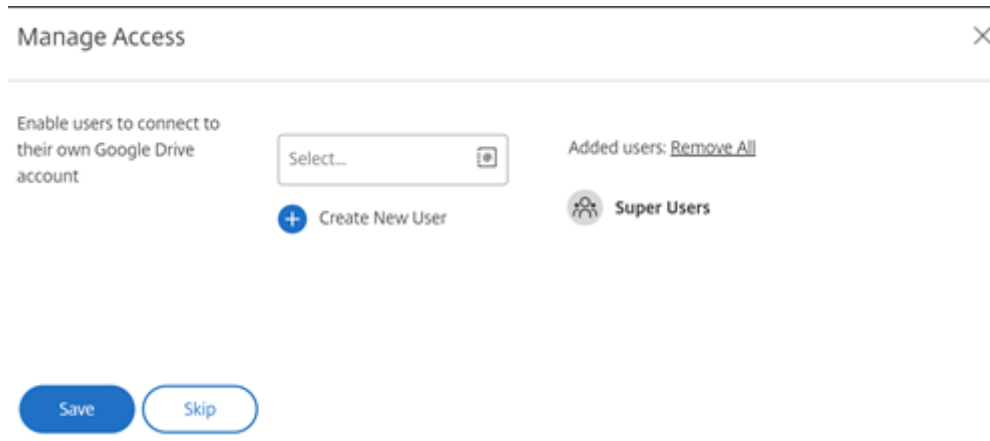 Manage Access
Enable users to connect to
their own Google Drive
account
Select...
Create New User
Added users: Remove All
Super Users
Save
Skip